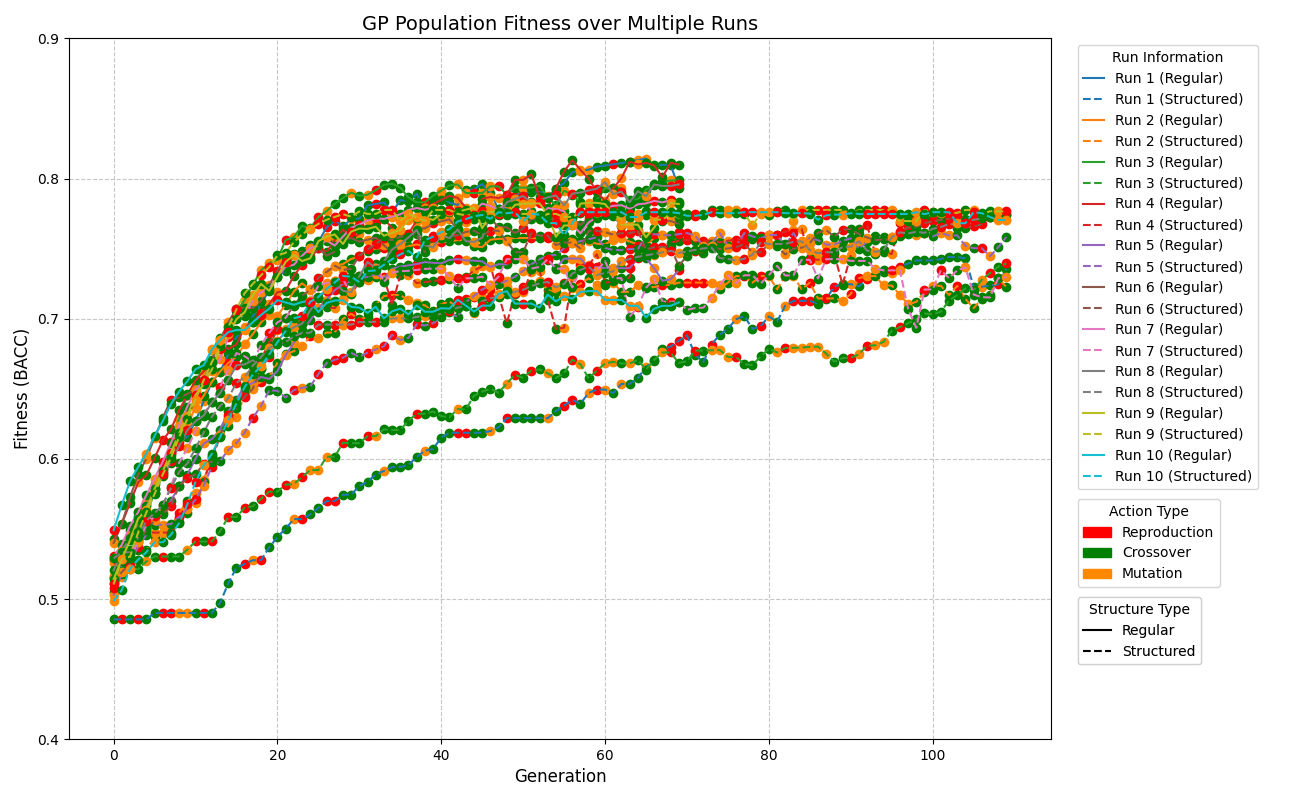 GP Population Fitness over Multiple Runs
Fitness (BACC)
0.9
0.8
0.7
0.6
0.5
0.4
0
20
40
60
80
100
Generation
Run Information
Run 1 (Regular)
Run 1 (Structured)
Run 2 (Regular)
Run 2 (Structured)
Run 3 (Regular)
Run 3 (Structured)
Run 4 (Regular)
Run 4 (Structured)
Run 5 (Regular)
Run 5 (Structured)
Run 6 (Regular)
Run 6 (Structured)
Run 7 (Regular)
Run 7 (Structured)
Run 8 (Regular)
Run 8 (Structured)
Run 9 (Regular)
Run 9 (Structured)
Run 10 (Regular)
Run 10 (Structured)
Action Type
Reproduction
Crossover
Mutation
Structure Type
Regular
Structured